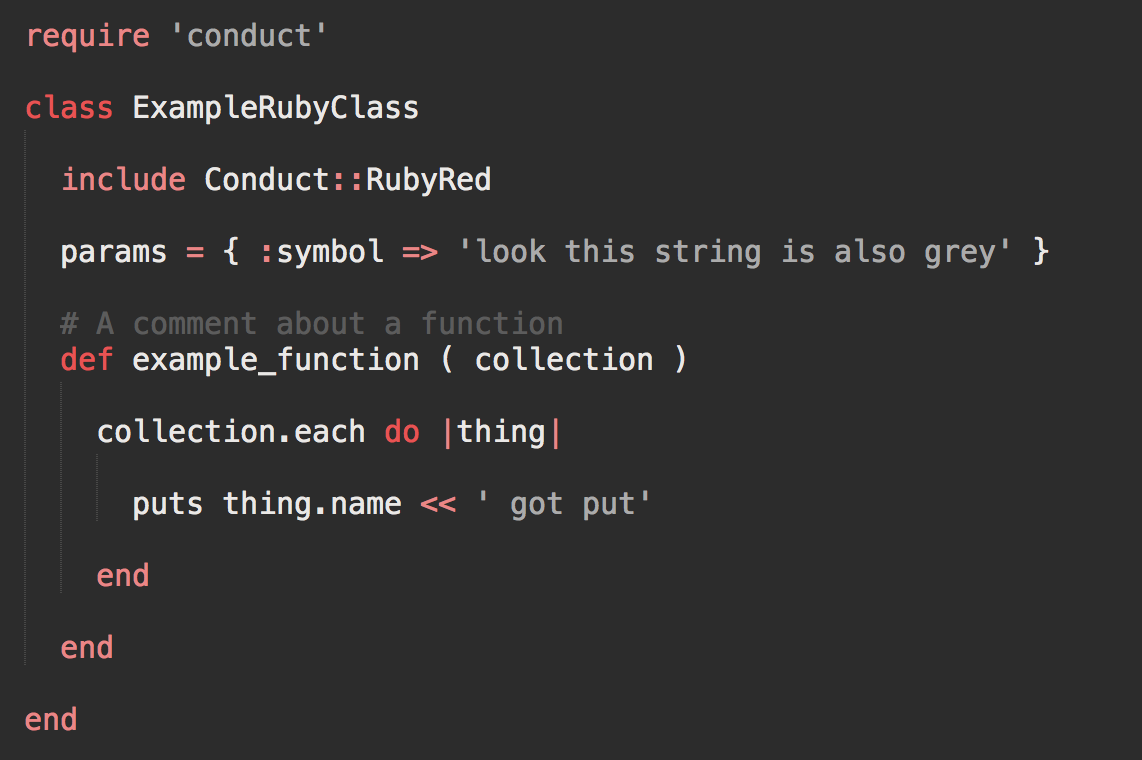 require 'conduct'
class ExampleRubyClass
  include Conduct::RubyRed
  params = { :symbol => 'look this string is also grey' }
  # A comment about a function
  def example_function ( collection )
    collection.each do |thing|
      puts thing.name << ' got put'
    end
  end
end